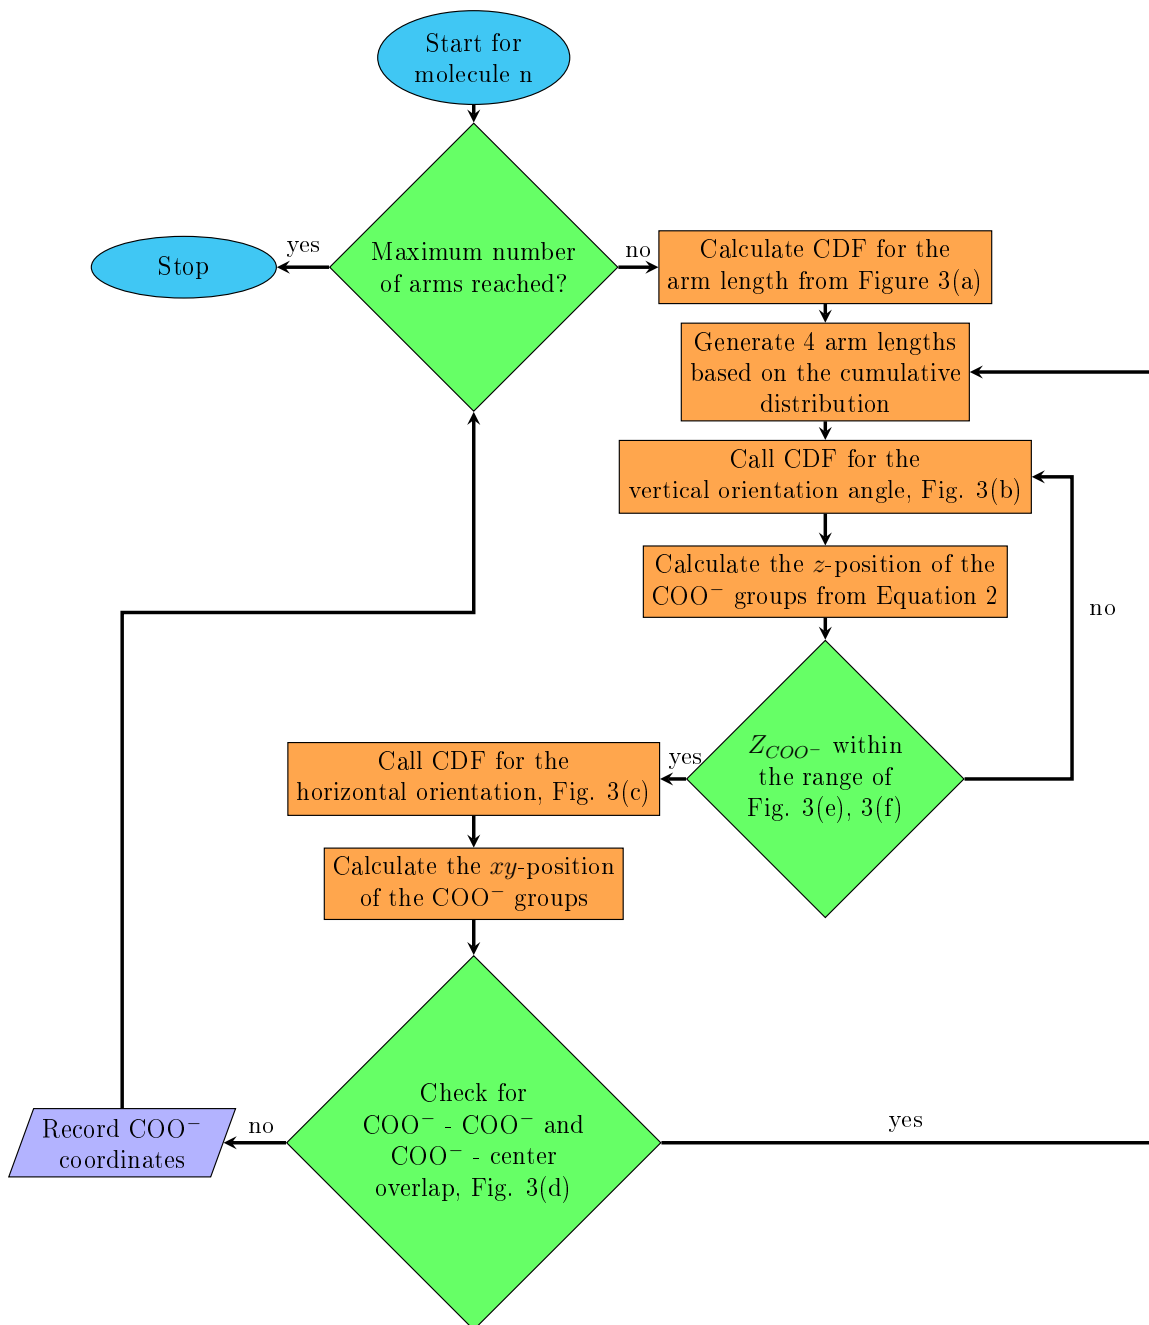 Start for
molecule n
Maximum number
of arms reached?
yes
Stop
no
Calculate CDF for the
arm length from Figure 3(a)
Generate 4 arm lengths
based on the cumulative
distribution
Call CDF for the
vertical orientation angle, Fig. 3(b)
Calculate the z-position of the
COO⁻ groups from Equation 2
no
Z_{COO⁻} within
the range of
Fig. 3(e), 3(f)
yes
Call CDF for the
horizontal orientation, Fig. 3(c)
Calculate the xy-position
of the COO⁻ groups
Check for
COO⁻ - COO⁻ and
COO⁻ - center
overlap, Fig. 3(d)
yes
no
Record COO⁻
coordinates